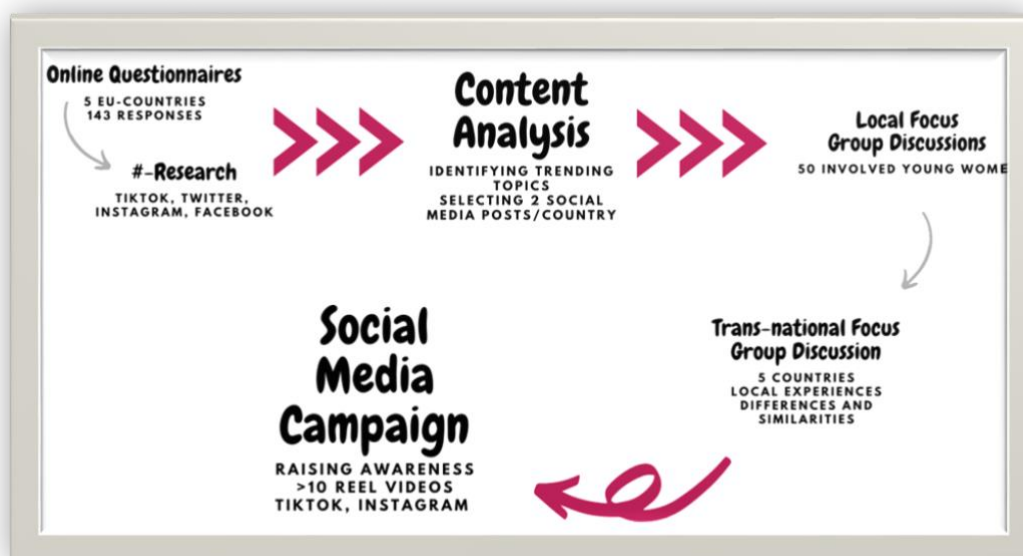 Online Questionnaires
5 EU-COUNTRIES
143 RESPONSES
#-Research
TIKTOK, TWITTER,
INSTAGRAM, FACEBOOK
Content
Analysis
IDENTIFYING TRENDING
TOPICS
SELECTING 2 SOCIAL
MEDIA POSTS/COUNTRY
Local Focus
Group Discussions
50 INVOLVED YOUNG WOME
Trans-national Focus
Group Discussion
5 COUNTRIES
LOCAL EXPERIENCES
DIFFERENCES AND
SIMILARITIES
Social
Media
Campaign
RAISING AWARENESS
>10 REEL VIDEOS
TIKTOK, INSTAGRAM